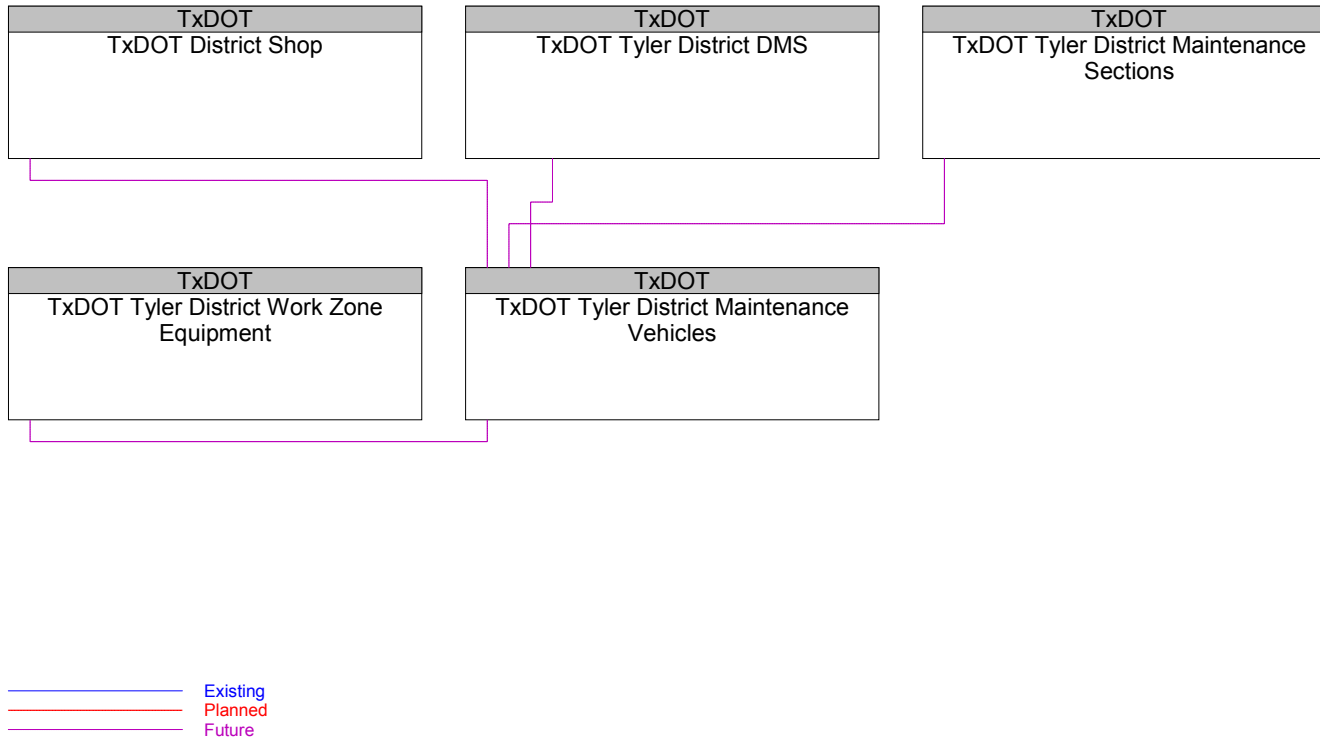 TxDOT
TxDOT District Shop
TxDOT
TxDOT Tyler District DMS
TxDOT
TxDOT Tyler District Maintenance
Sections
TxDOT
TxDOT Tyler District Work Zone
Equipment
TxDOT
TxDOT Tyler District Maintenance
Vehicles
Existing
Planned
Future